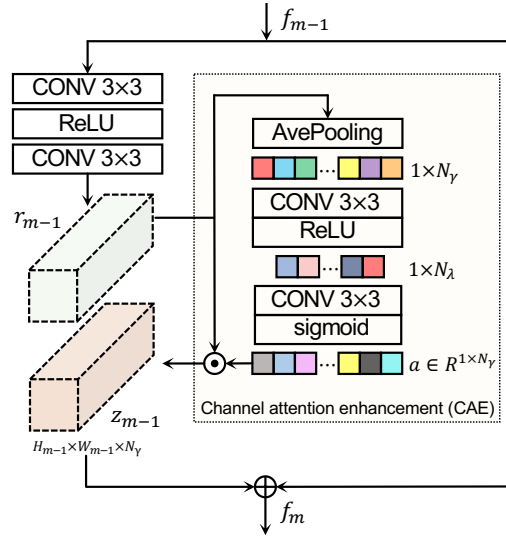 f_{m-1}
CONV 3×3
ReLU
CONV 3×3
r_{m-1}
AvePooling
⋯
1×N_γ
CONV 3×3
ReLU
⋯
1×N_λ
CONV 3×3
sigmoid
⋯
a ∈ R^{1×N_γ}
Channel attention enhancement (CAE)
z_{m-1}
H_{m-1}×W_{m-1}×N_γ
f_m